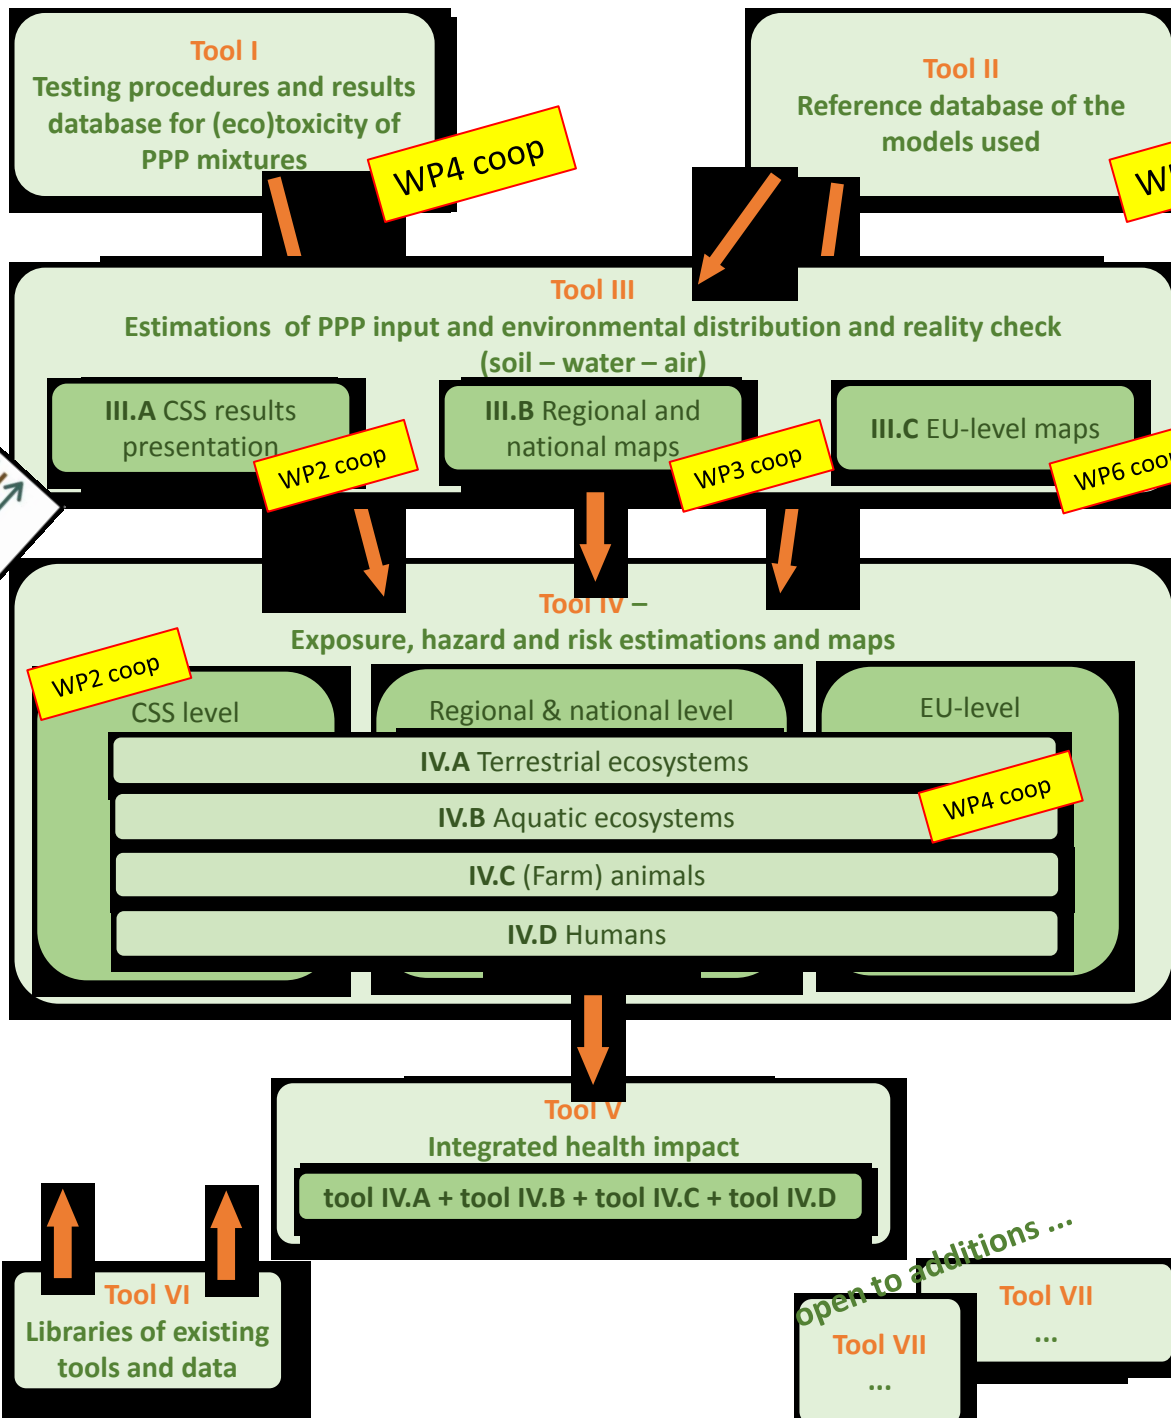 Tool I
Testing procedures and results
database for (eco)toxicity of
PPP mixtures
WP4 coop
Tool II
Reference database of the
models used
Tool III
Estimations of PPP input and environmental distribution and reality check
(soil – water – air)
III.A CSS results
presentation
WP2 coop
III.B Regional and
national maps
WP3 coop
III.C EU-level maps
WP6 coop
Tool IV –
Exposure, hazard and risk estimations and maps
WP2 coop
CSS level
Regional & national level
EU-level
IV.A Terrestrial ecosystems
IV.B Aquatic ecosystems
WP4 coop
IV.C (Farm) animals
IV.D Humans
Tool V
Integrated health impact
tool IV.A + tool IV.B + tool IV.C + tool IV.D
Tool VI
Libraries of existing
tools and data
open to additions ...
Tool VII
...
Tool VII
...